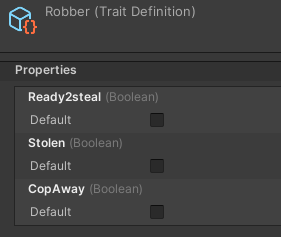 Robber (Trait Definition)
Properties
Ready2steal (Boolean)
Default
Stolen (Boolean)
Default
CopAway (Boolean)
Default